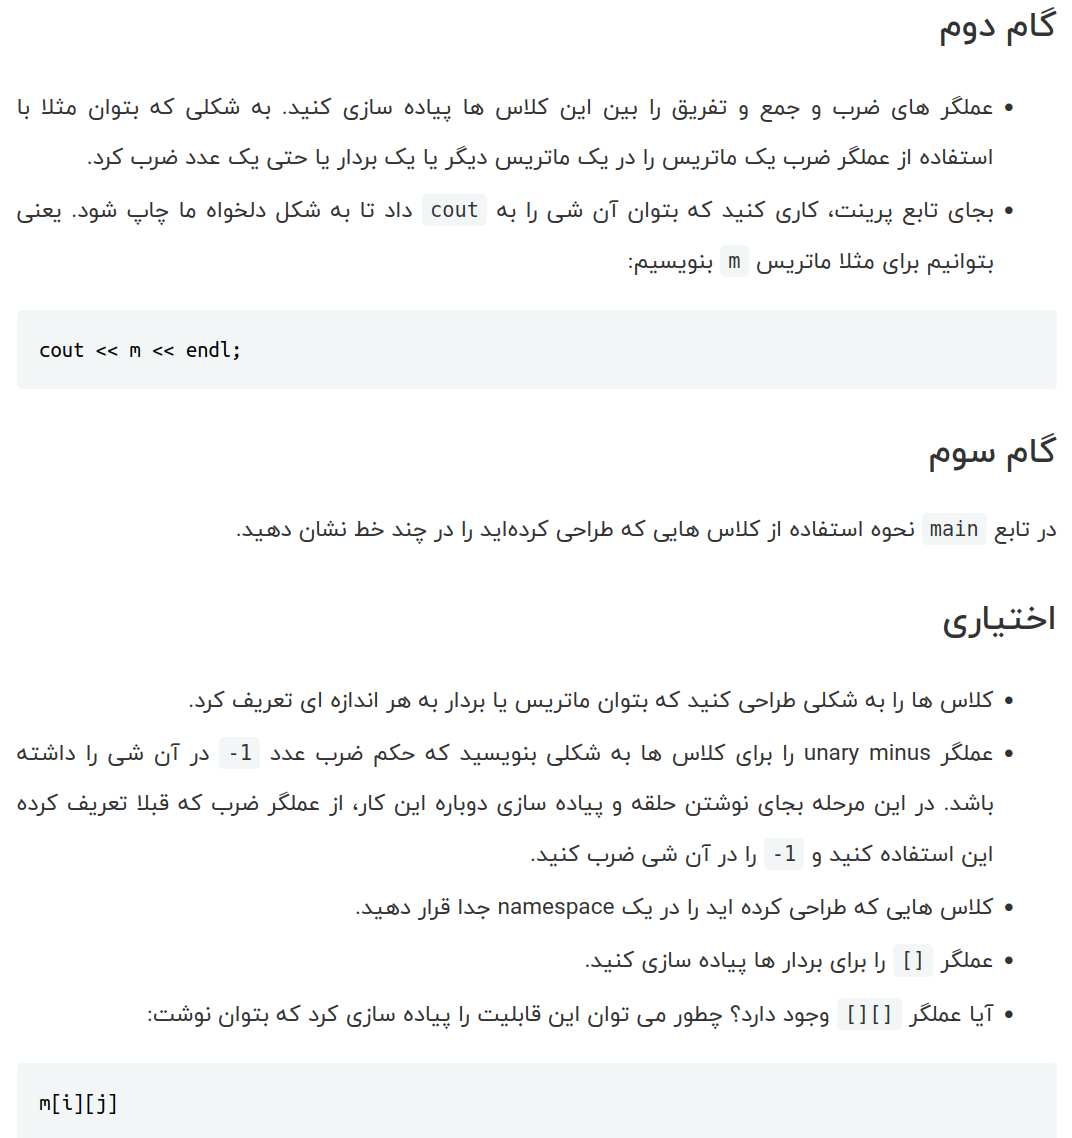 گام دوم
• عملگر های ضرب و جمع و تفریق را بین این کلاس ها پیاده سازی کنید. به شکلی که بتوان مثلا با
استفاده از عملگر ضرب یک ماتریس را در یک ماتریس دیگر یا یک بردار یا حتی یک عدد ضرب کرد.
• بجای تابع پرینت، کاری کنید که بتوان آن شی را به cout داد تا به شکل دلخواه ما چاپ شود. یعنی
بتوانیم برای مثلا ماتریس m بنویسیم:
cout << m << endl;
گام سوم
در تابع main نحوه استفاده از کلاس هایی که طراحی کرده‌اید را در چند خط نشان دهید.
اختیاری
• کلاس ها را به شکلی طراحی کنید که بتوان ماتریس یا بردار به هر اندازه ای تعریف کرد.
• عملگر unary minus را برای کلاس ها به شکلی بنویسید که حکم ضرب عدد -1 در آن شی را داشته
باشد. در این مرحله بجای نوشتن حلقه و پیاده سازی دوباره این کار، از عملگر ضرب که قبلا تعریف کرده
این استفاده کنید و -1 را در آن شی ضرب کنید.
• کلاس هایی که طراحی کرده اید را در یک namespace جدا قرار دهید.
• عملگر [] را برای بردار ها پیاده سازی کنید.
• آیا عملگر [][] وجود دارد؟ چطور می توان این قابلیت را پیاده سازی کرد که بتوان نوشت:
m[i][j]